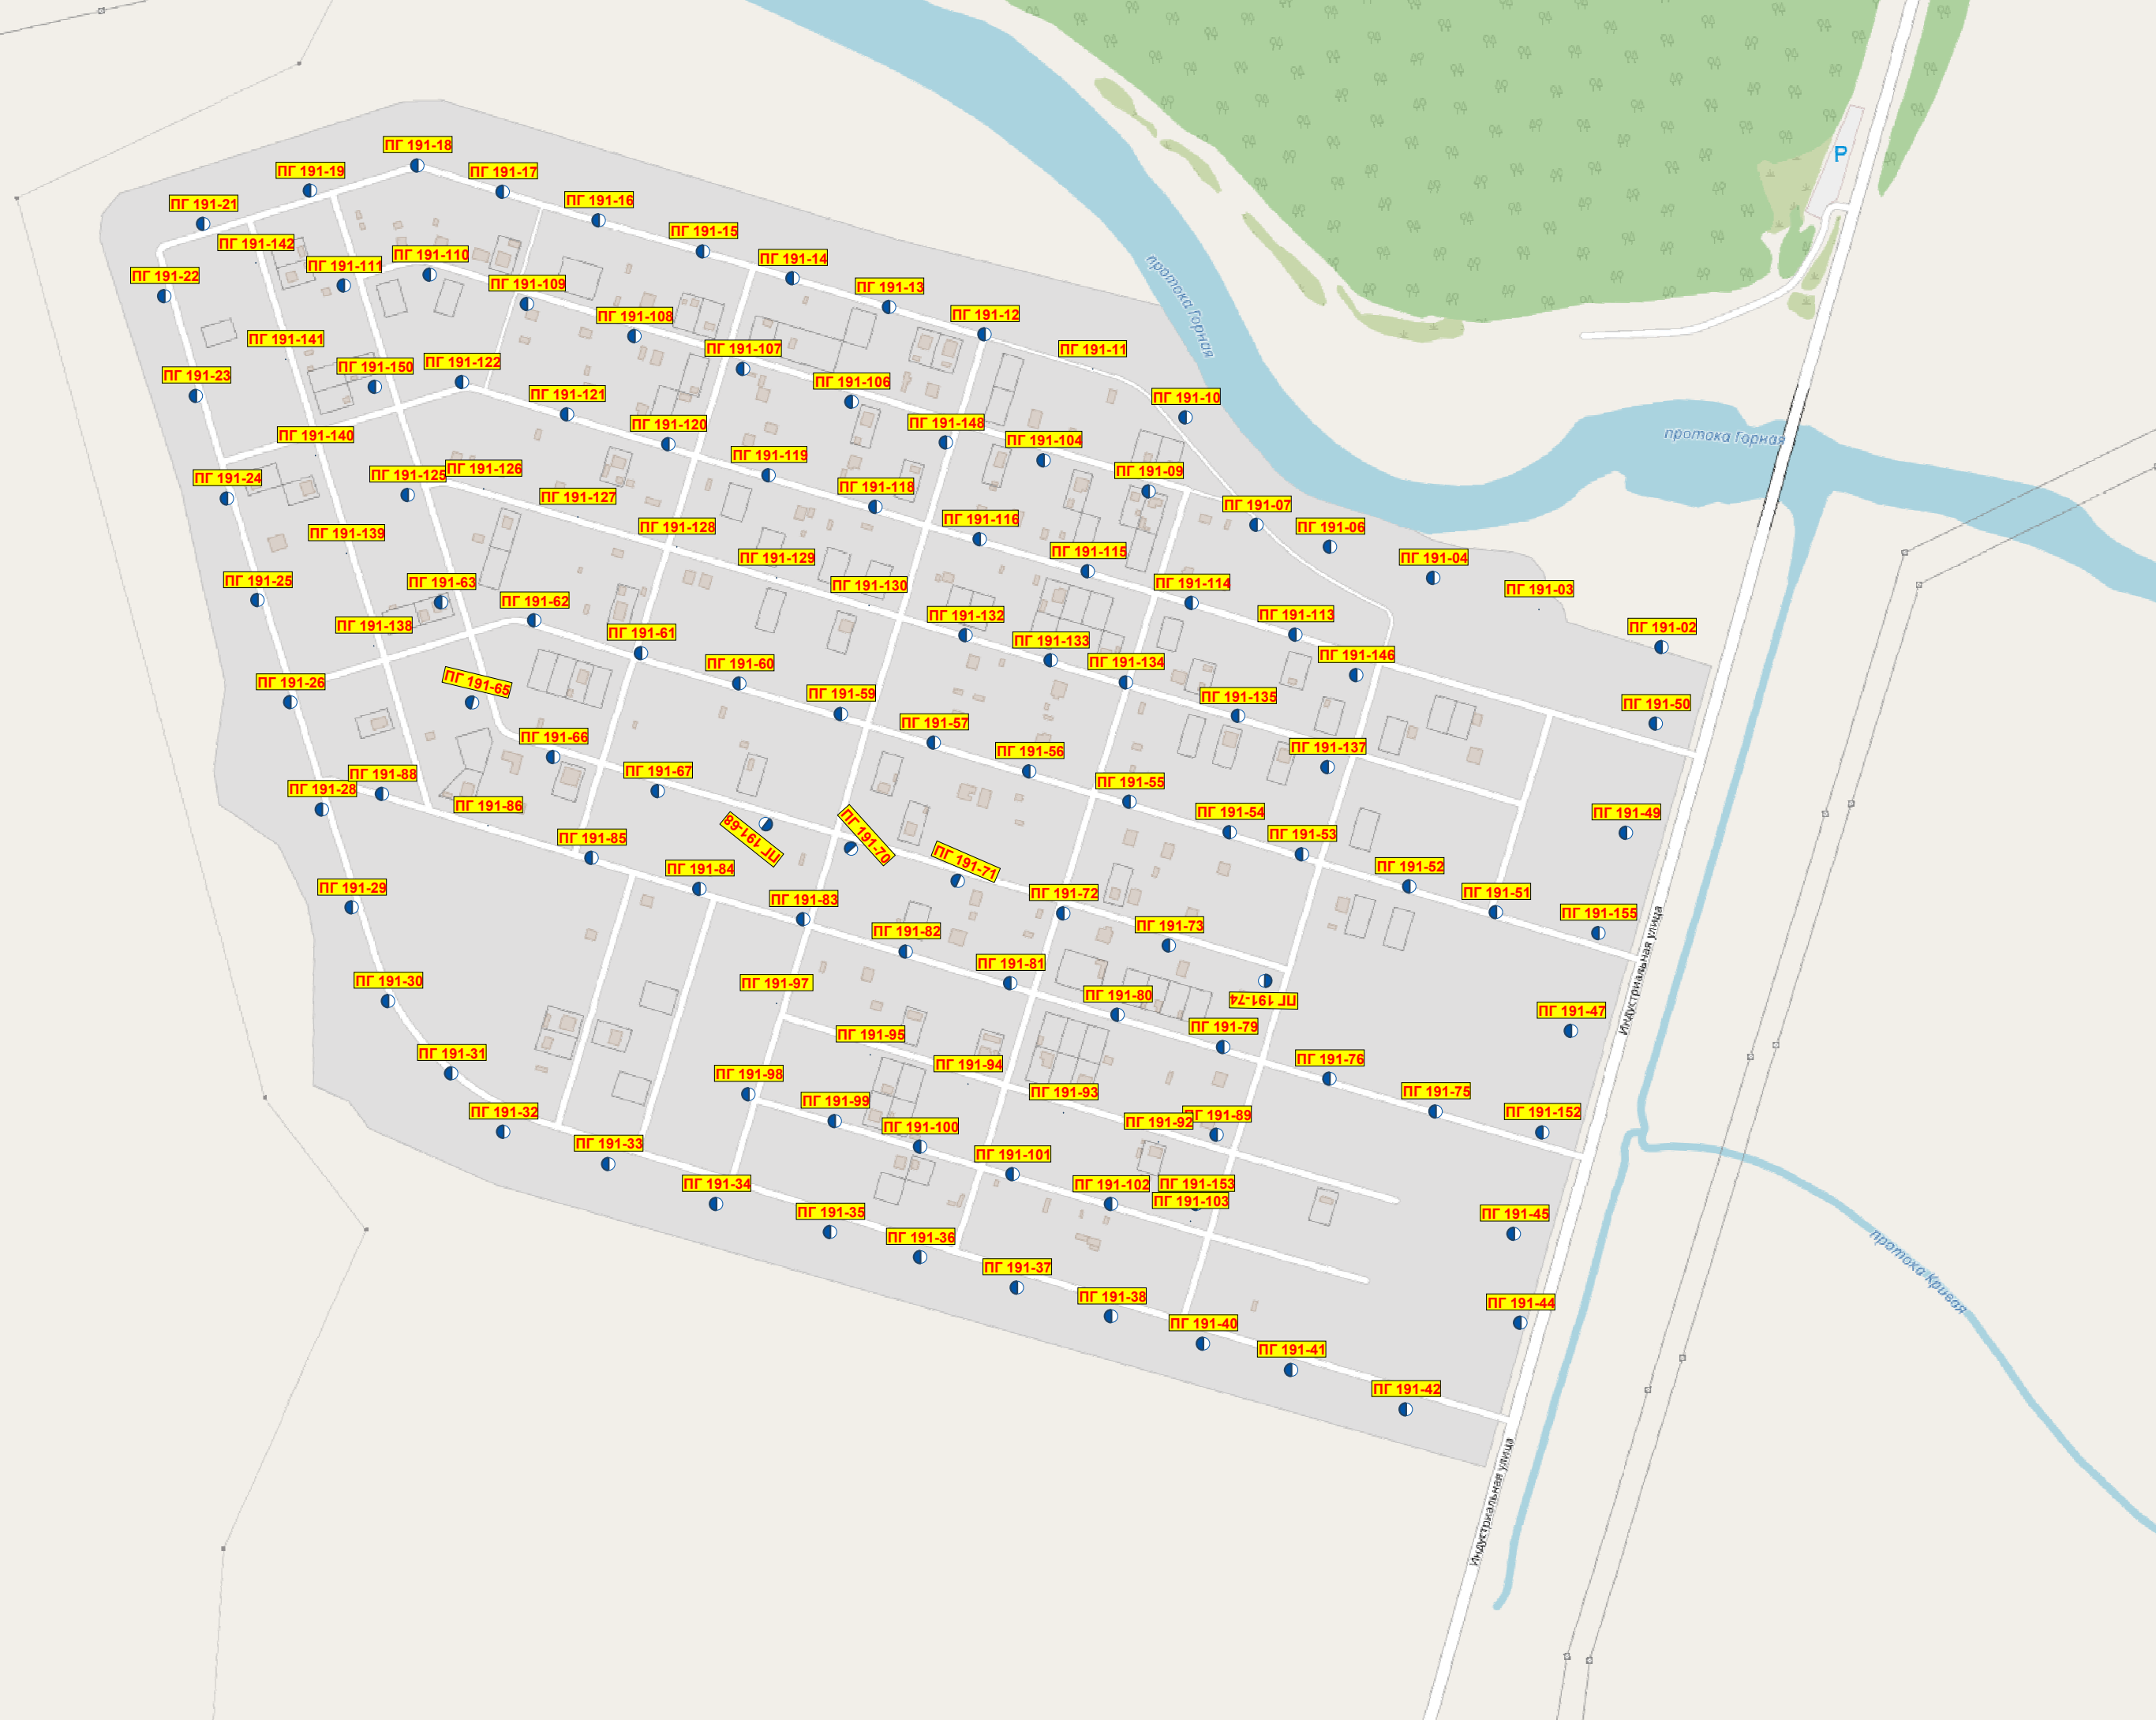 ПГ 191-18
P
ПГ 191-19
ПГ 191-17
ПГ 191-21
ПГ 191-16
ПГ 191-15
ПГ 191-142
ПГ 191-110
ПГ 191-14
ПГ 191-111
ПГ 191-22
ПГ 191-109
ПГ 191-13
протока Горная
ПГ 191-108
ПГ 191-12
ПГ 191-141
ПГ 191-107
ПГ 191-11
ПГ 191-122
ПГ 191-150
ПГ 191-23
ПГ 191-106
ПГ 191-121
ПГ 191-10
ПГ 191-120
ПГ 191-148
ПГ 191-140
протока Горная
ПГ 191-104
ПГ 191-119
ПГ 191-126
ПГ 191-09
ПГ 191-125
ПГ 191-24
ПГ 191-118
ПГ 191-127
ПГ 191-07
ПГ 191-116
ПГ 191-128
ПГ 191-06
ПГ 191-139
ПГ 191-115
ПГ 191-129
ПГ 191-04
ПГ 191-25
ПГ 191-63
ПГ 191-114
ПГ 191-130
ПГ 191-03
ПГ 191-62
ПГ 191-132
ПГ 191-113
ПГ 191-138
ПГ 191-02
ПГ 191-61
ПГ 191-133
ПГ 191-146
ПГ 191-134
ПГ 191-60
ПГ 191-26
ПГ 191-65
ПГ 191-59
ПГ 191-135
ПГ 191-50
ПГ 191-57
ПГ 191-66
ПГ 191-137
ПГ 191-56
ПГ 191-67
ПГ 191-88
ПГ 191-55
ПГ 191-28
ПГ 191-86
ПГ 191-54
ПГ 191-49
ПГ 191-53
ПГ 191-85
ПГ 191-68
ПГ 191-70
ПГ 191-71
ПГ 191-84
ПГ 191-52
ПГ 191-29
ПГ 191-72
ПГ 191-51
ПГ 191-83
ПГ 191-155
ПГ 191-73
ПГ 191-82
ПГ 191-81
Индустриальная улица
ПГ 191-30
ПГ 191-97
ПГ 191-80
ПГ 191-74
ПГ 191-47
ПГ 191-79
ПГ 191-95
ПГ 191-31
ПГ 191-76
ПГ 191-94
ПГ 191-98
ПГ 191-75
ПГ 191-93
ПГ 191-99
ПГ 191-32
ПГ 191-152
ПГ 191-89
ПГ 191-92
ПГ 191-100
ПГ 191-33
ПГ 191-101
ПГ 191-34
ПГ 191-102
ПГ 191-153
ПГ 191-103
ПГ 191-35
ПГ 191-45
ПГ 191-36
ПГ 191-37
протока Кривая
ПГ 191-38
ПГ 191-44
ПГ 191-40
ПГ 191-41
ПГ 191-42
Индустриальная улица